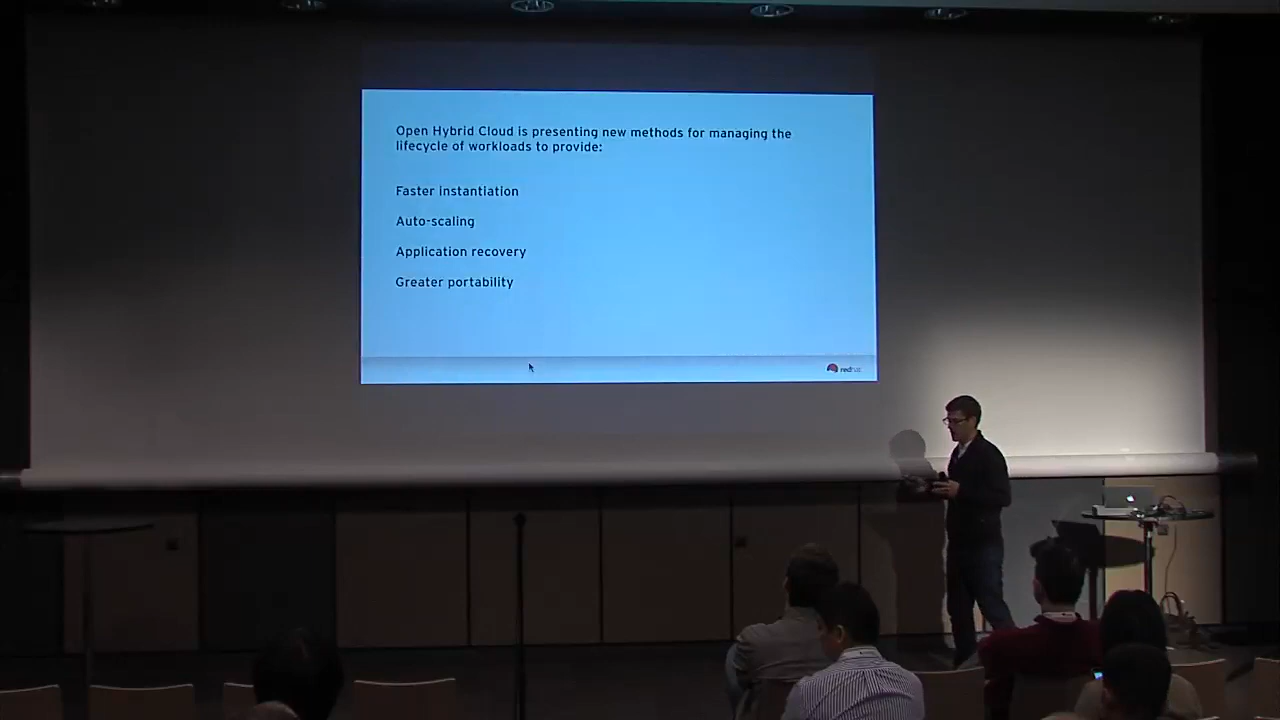 Open Hybrid Cloud is presenting new methods for managing the
lifecycle of workloads to provide:
Faster instantiation
Auto-scaling
Application recovery
Greater portability
redhat